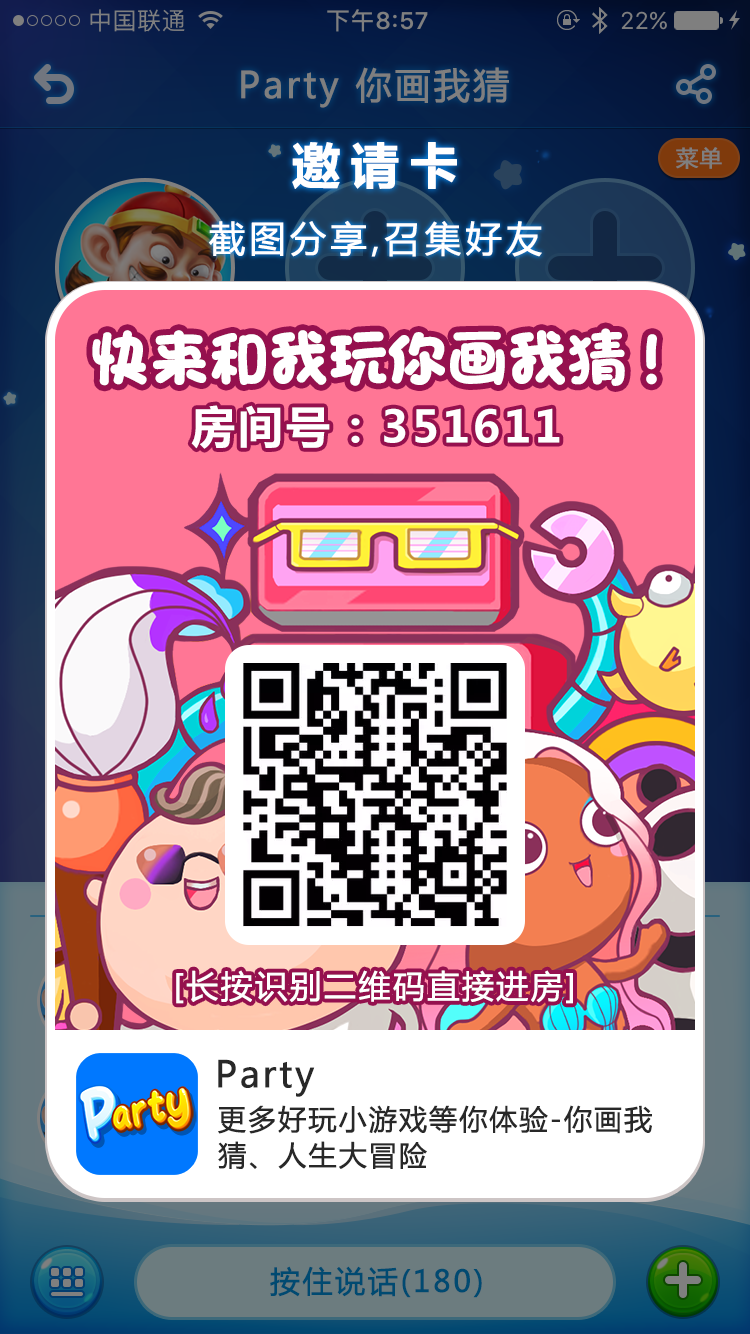 中国联通
下午8:57
22%
Party 你画我猜
菜单
邀请卡
截图分享,召集好友
快来和我玩你画我猜！
房间号：351611
[长按识别二维码直接进房]
Party
Party
更多好玩小游戏等你体验-你画我
猜、人生大冒险
按住说话(180)